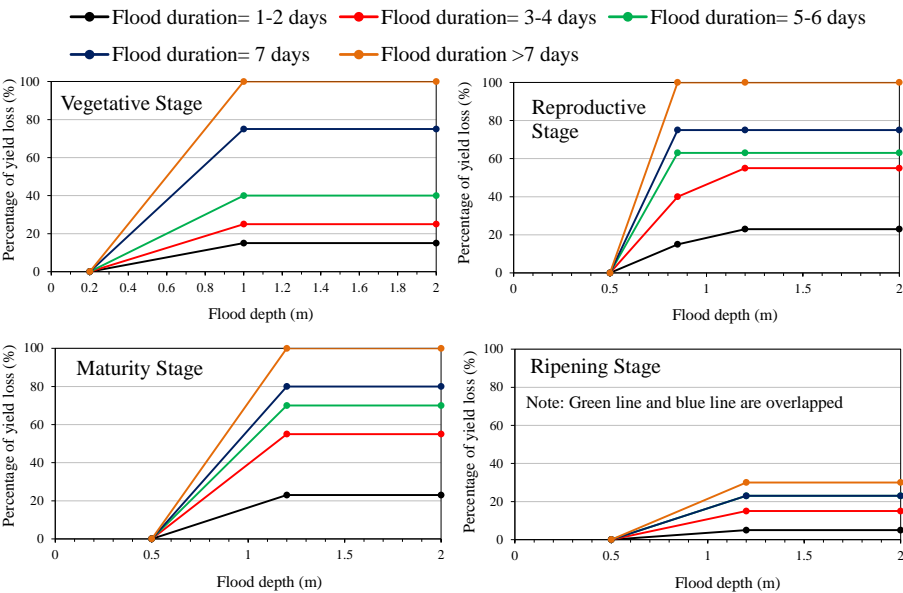 Flood duration= 1-2 days Flood duration= 3-4 days Flood duration= 5-6 days
Flood duration= 7 days Flood duration >7 days
Percentage of yield loss (%)
100
80
60
40
20
0
Vegetative Stage
0 0.2 0.4 0.6 0.8 1 1.2 1.4 1.6 1.8 2
Flood depth (m)
Percentage of yield loss (%)
100
80
60
40
20
0
Reproductive
Stage
0 0.5 1 1.5 2
Flood depth (m)
Percentage of yield loss (%)
100
80
60
40
20
0
Maturity Stage
0 0.5 1 1.5 2
Flood depth (m)
Percentage of yield loss (%)
100
80
60
40
20
0
Ripening Stage
Note: Green line and blue line are overlapped
0 0.5 1 1.5 2
Flood depth (m)